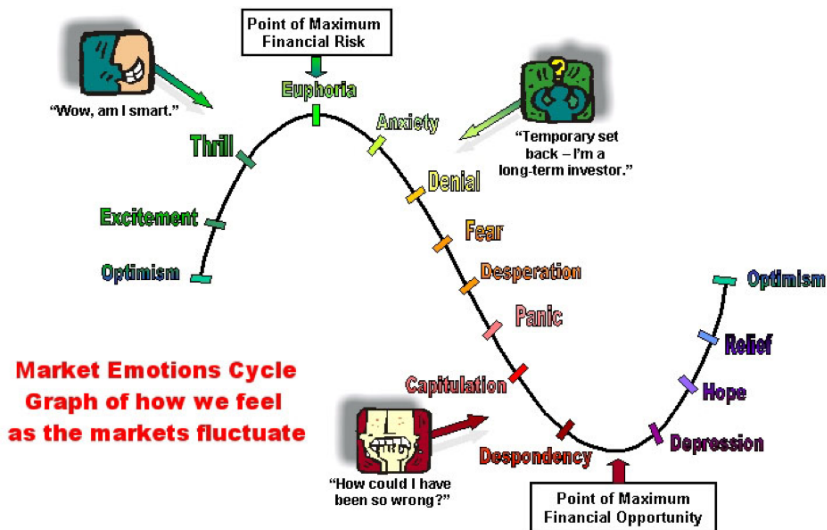 Point of Maximum
Financial Risk
"Wow, am I smart."
Euphoria
Anxiety
?
"Temporary set
back – I'm a
long-term investor."
Thrill
Denial
Excitement
Fear
Optimism
Desperation
Optimism
Panic
Relief
Market Emotions Cycle
Graph of how we feel
as the markets fluctuate
Capitulation
Hope
Despondency
Depression
"How could I have
been so wrong?"
Point of Maximum
Financial Opportunity